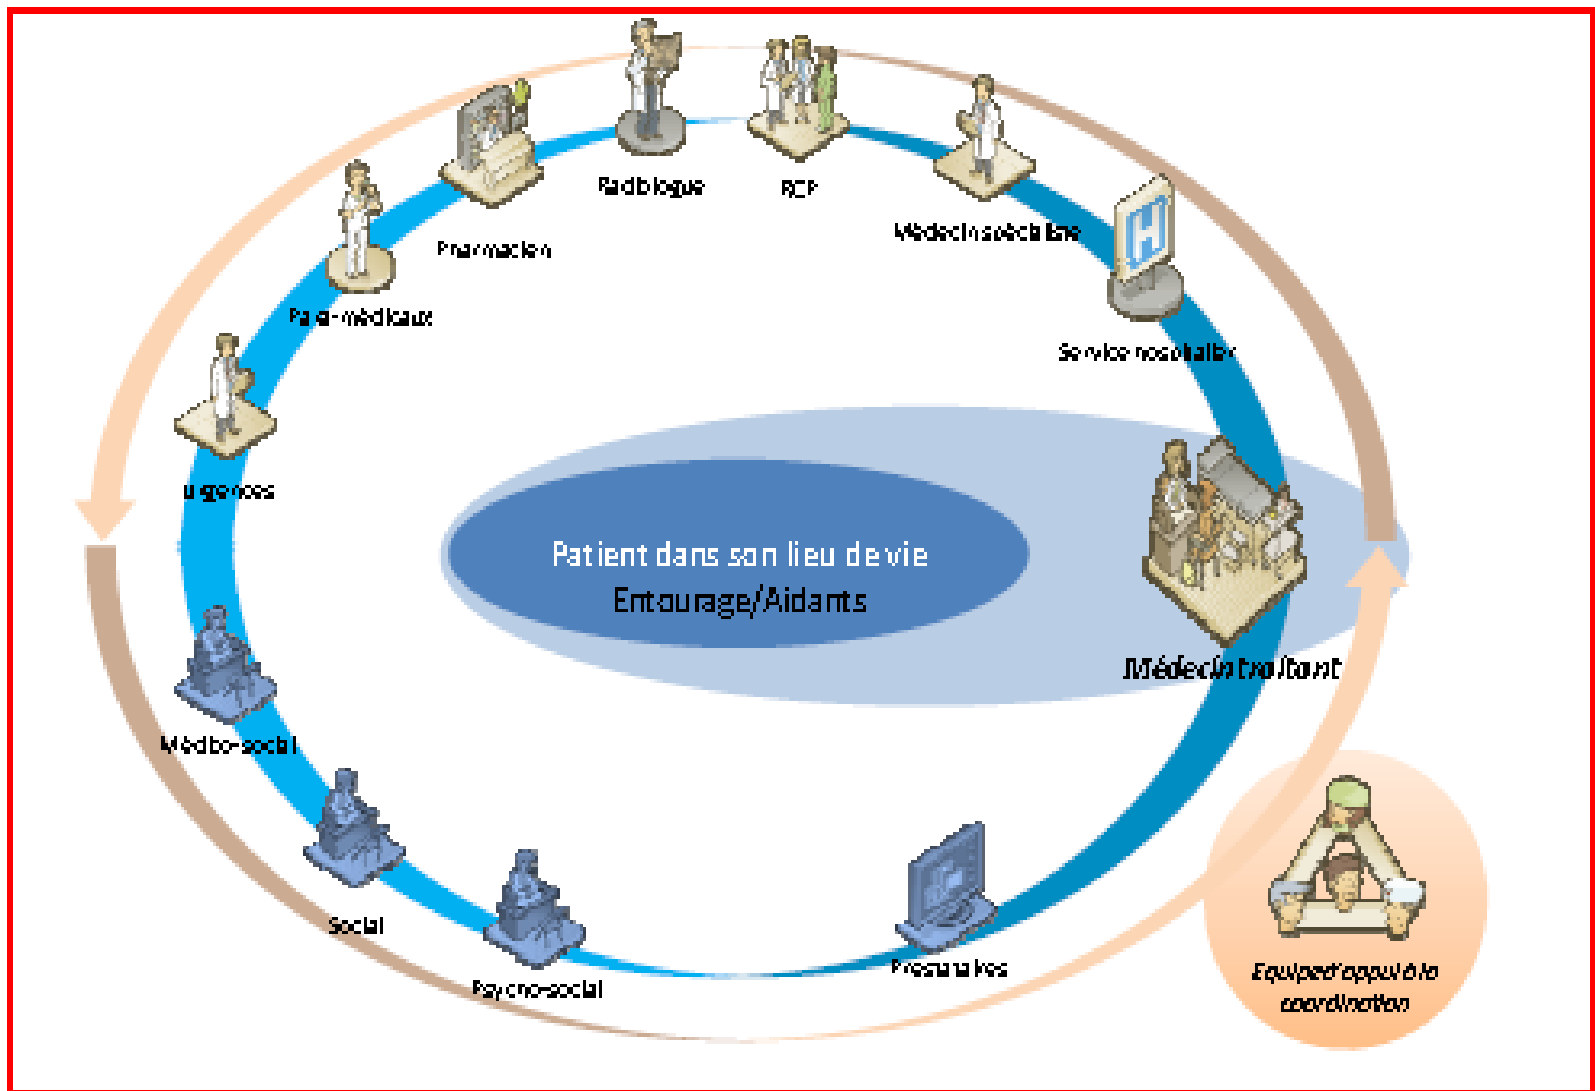 Radiologue
RCP
Pharmacien
Médecin spécialiste
Para-médicaux
Service hospitalier
urgences
Patient dans son lieu de vie
Entourage/Aidants
Médecin traitant
Médico-social
Social
Psycho-social
Prestataires
Equipe d'appui à la
coordination